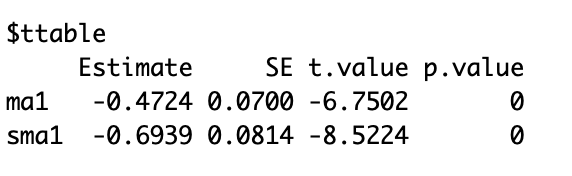 $ttable
     Estimate     SE t.value p.value
ma1   -0.4724 0.0700 -6.7502       0
sma1  -0.6939 0.0814 -8.5224       0